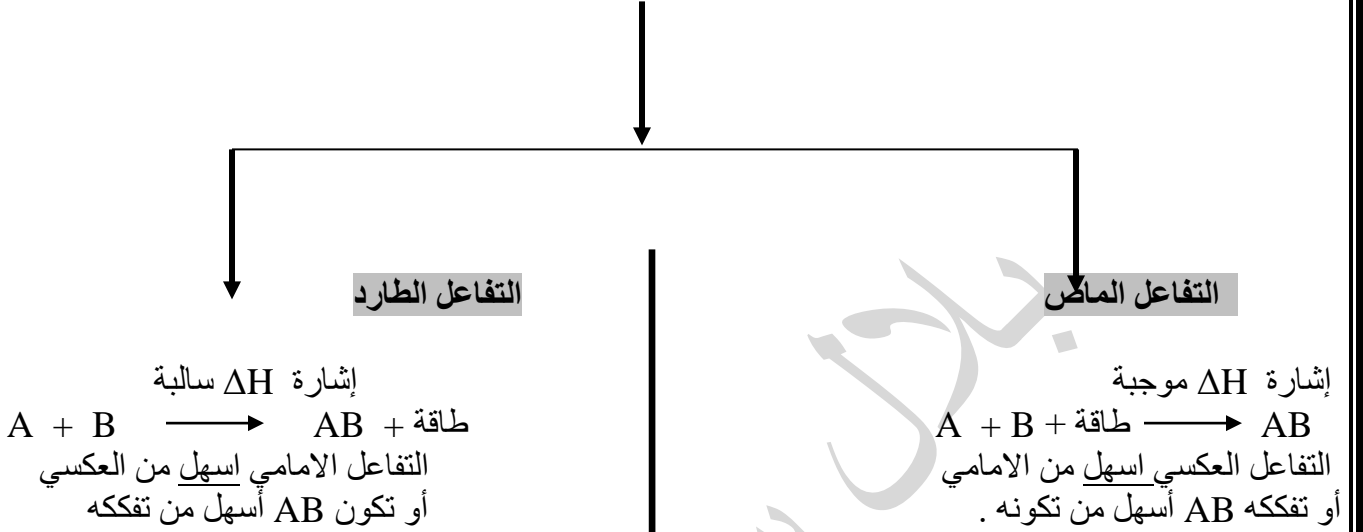 التفاعل الماص
إشارة ΔH موجبة
A + B + طاقة ⟶ AB
التفاعل العكسي اسهل من الامامي
أو تفككه AB أسهل من تكونه .
التفاعل الطارد
إشارة ΔH سالبة
A + B ⟶ AB + طاقة
التفاعل الامامي اسهل من العكسي
أو تكون AB أسهل من تفككه
بلال